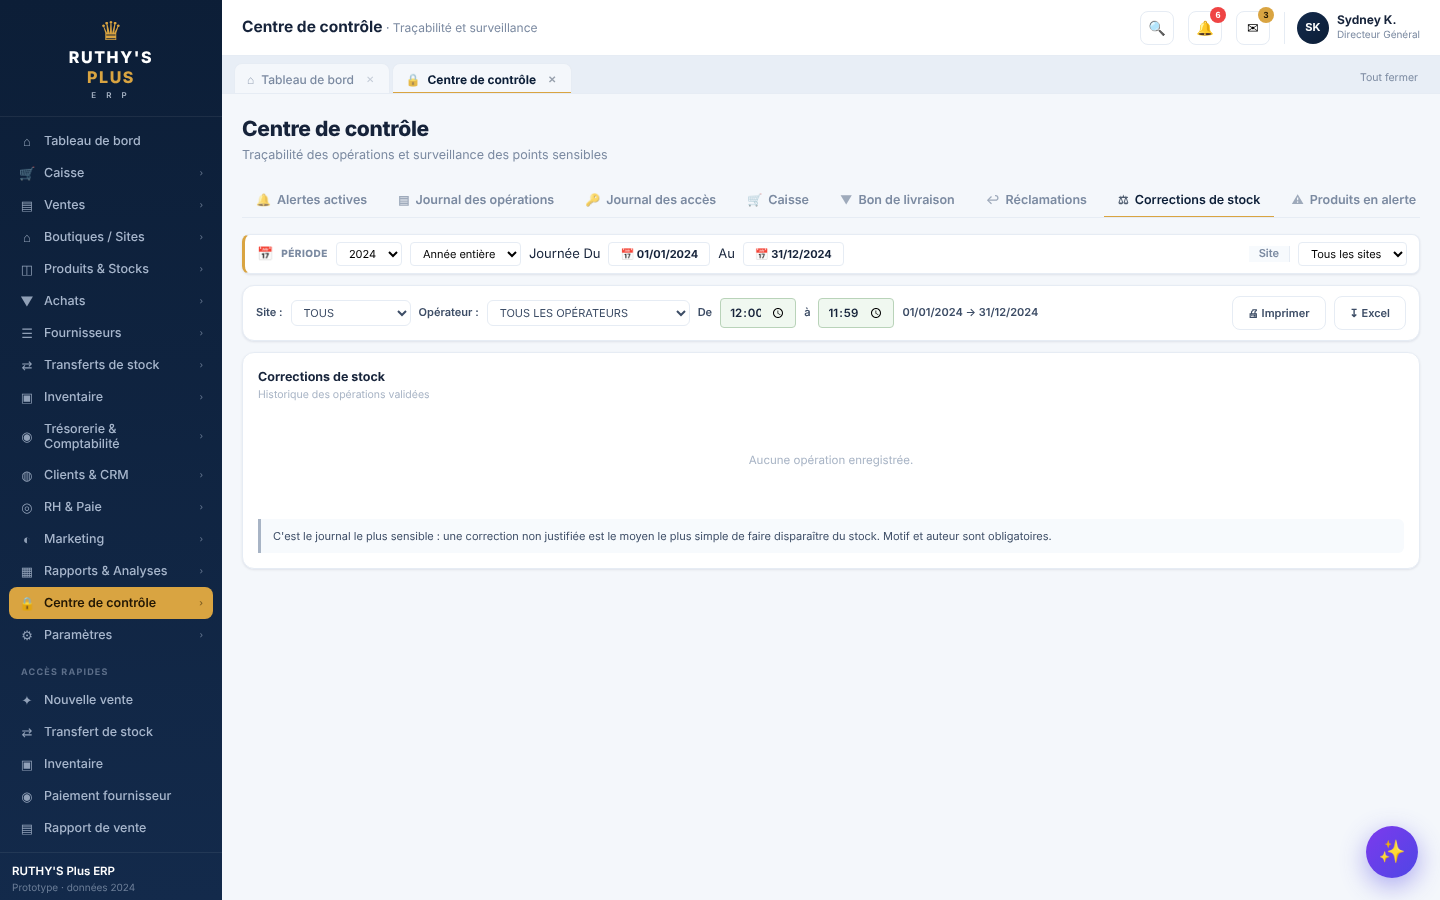 RUTHY'S
PLUS
E R P
Tableau de bord
Caisse
Ventes
Boutiques / Sites
Produits & Stocks
Achats
Fournisseurs
Transferts de stock
Inventaire
Trésorerie &
Comptabilité
Clients & CRM
RH & Paie
Marketing
Rapports & Analyses
Centre de contrôle
Paramètres
ACCÈS RAPIDES
Nouvelle vente
Transfert de stock
Inventaire
Paiement fournisseur
Rapport de vente
RUTHY'S Plus ERP
Prototype · données 2024
Centre de contrôle · Traçabilité et surveillance
6
3
SK
Sydney K.
Directeur Général
Tableau de bord ×
Centre de contrôle ×
Tout fermer
Centre de contrôle
Traçabilité des opérations et surveillance des points sensibles
Alertes actives
Journal des opérations
Journal des accès
Caisse
Bon de livraison
Réclamations
Corrections de stock
Produits en alerte
PÉRIODE 2024 Année entière Journée Du 01/01/2024 Au 31/12/2024 Site Tous les sites
Site : TOUS Opérateur : TOUS LES OPÉRATEURS De 12:00 à 11:59 01/01/2024 → 31/12/2024 Imprimer Excel
Corrections de stock
Historique des opérations validées
Aucune opération enregistrée.
C'est le journal le plus sensible : une correction non justifiée est le moyen le plus simple de faire disparaître du stock. Motif et auteur sont obligatoires.